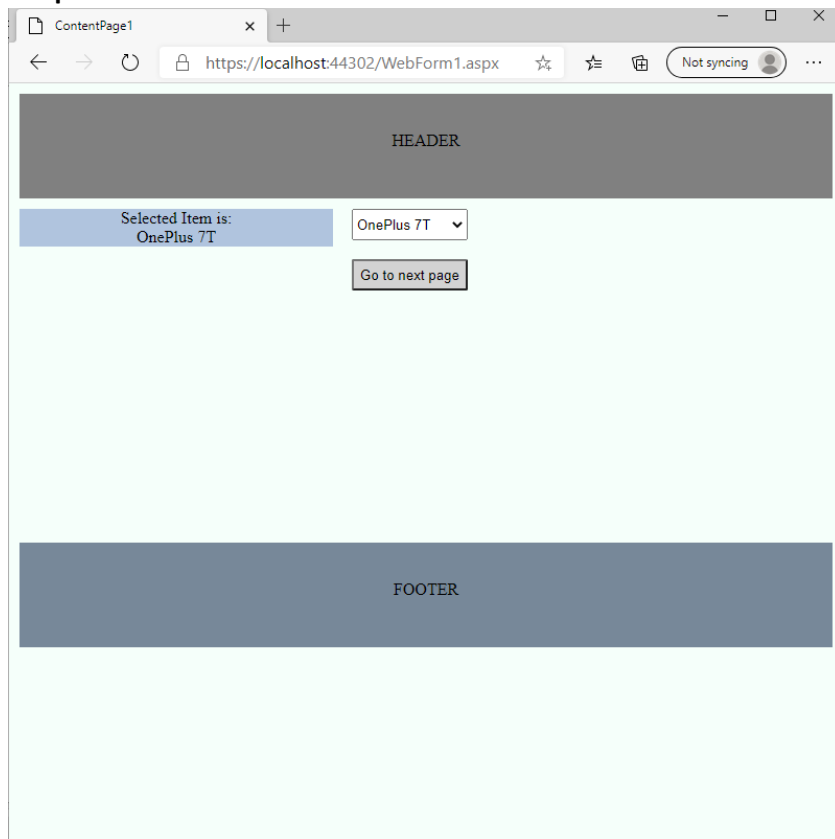 ContentPage1
https://localhost:44302/WebForm1.aspx
Not syncing
HEADER
Selected Item is:
OnePlus 7T
OnePlus 7T
Go to next page
FOOTER